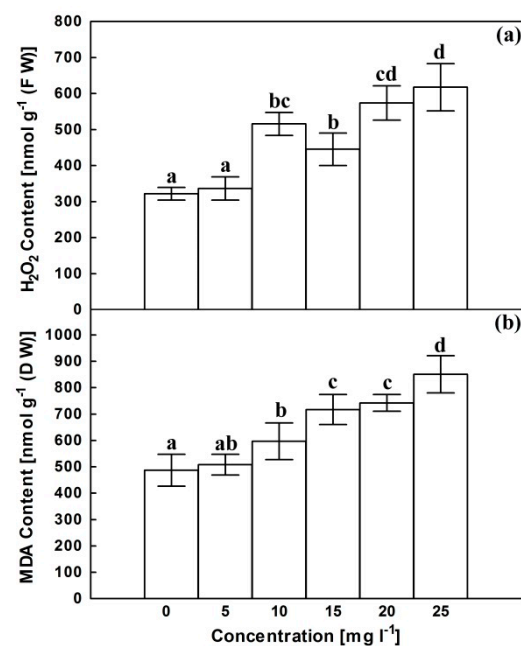 (a)
H₂O₂ Content [nmol g⁻¹ (F W)]
800
700
600
500
400
300
200
100
0
a
a
bc
b
cd
d
(b)
MDA Content [nmol g⁻¹ (D W)]
1000
900
800
700
600
500
400
300
200
100
0
a
ab
b
c
c
d
0 5 10 15 20 25
Concentration [mg l⁻¹]